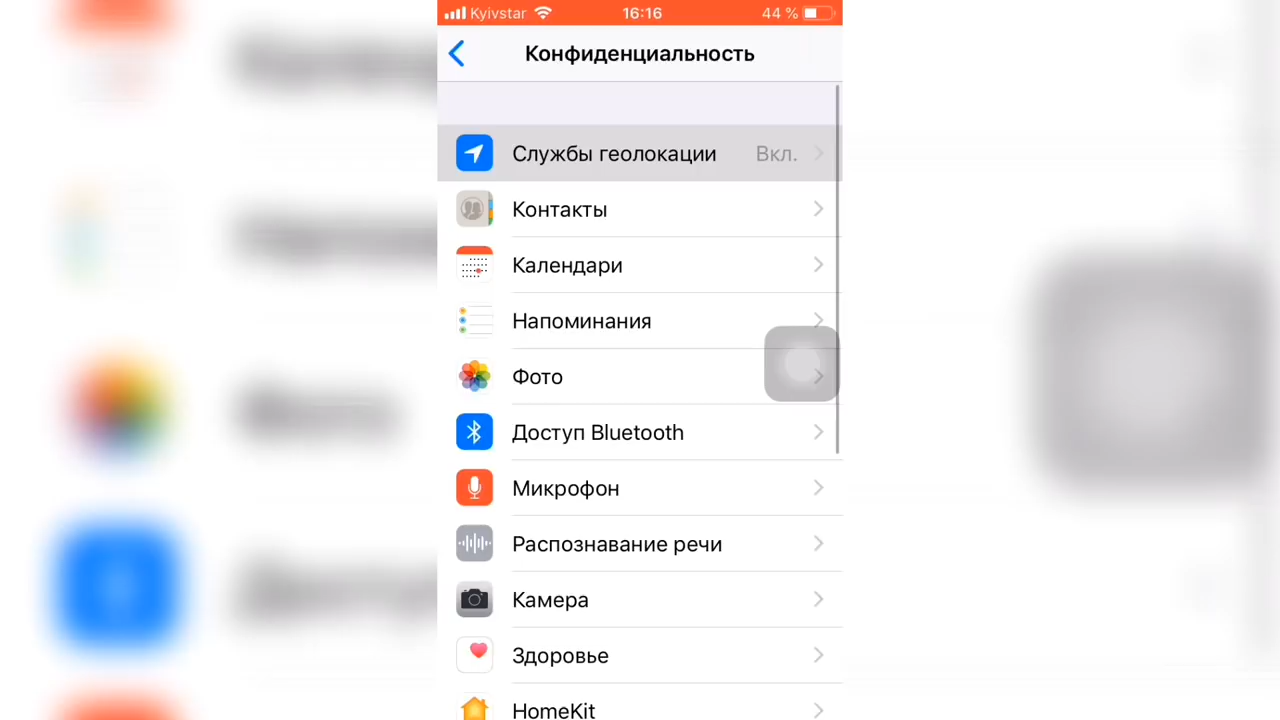 Kyivstar 16:16 44 %
Конфиденциальность
Службы геолокации Вкл.
Контакты
Календари
Напоминания
Фото
Доступ Bluetooth
Микрофон
Распознавание речи
Камера
Здоровье
HomeKit